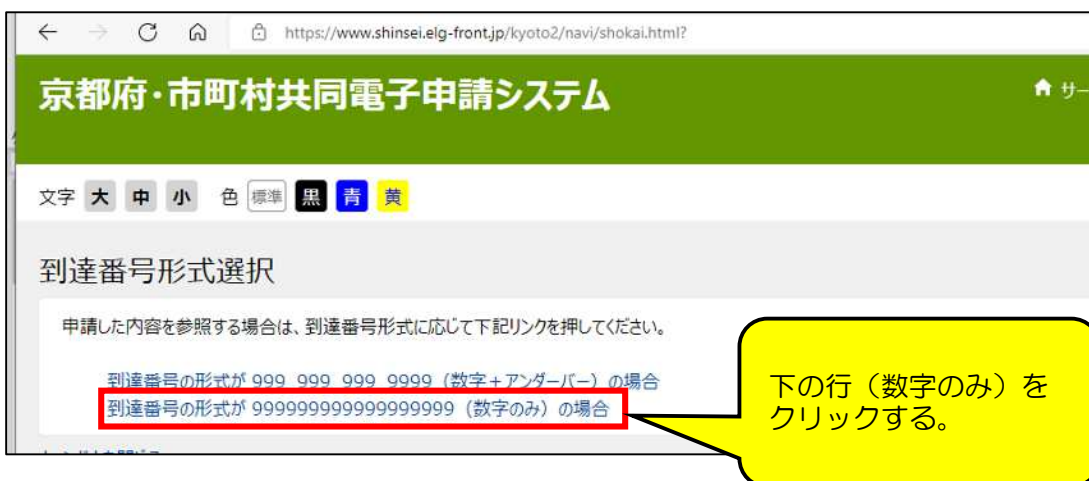 https://www.shinsei.elg-front.jp/kyoto2/navi/shokai.html?
京都府・市町村共同電子申請システム
サー
文字 大 中 小 色 標準 黒 青 黄
到達番号形式選択
申請した内容を参照する場合は、到達番号形式に応じて下記リンクを押してください。
到達番号の形式が 999_999_999_9999（数字+アンダーバー）の場合
到達番号の形式が 999999999999999999（数字のみ）の場合
下の行（数字のみ）を
クリックする。